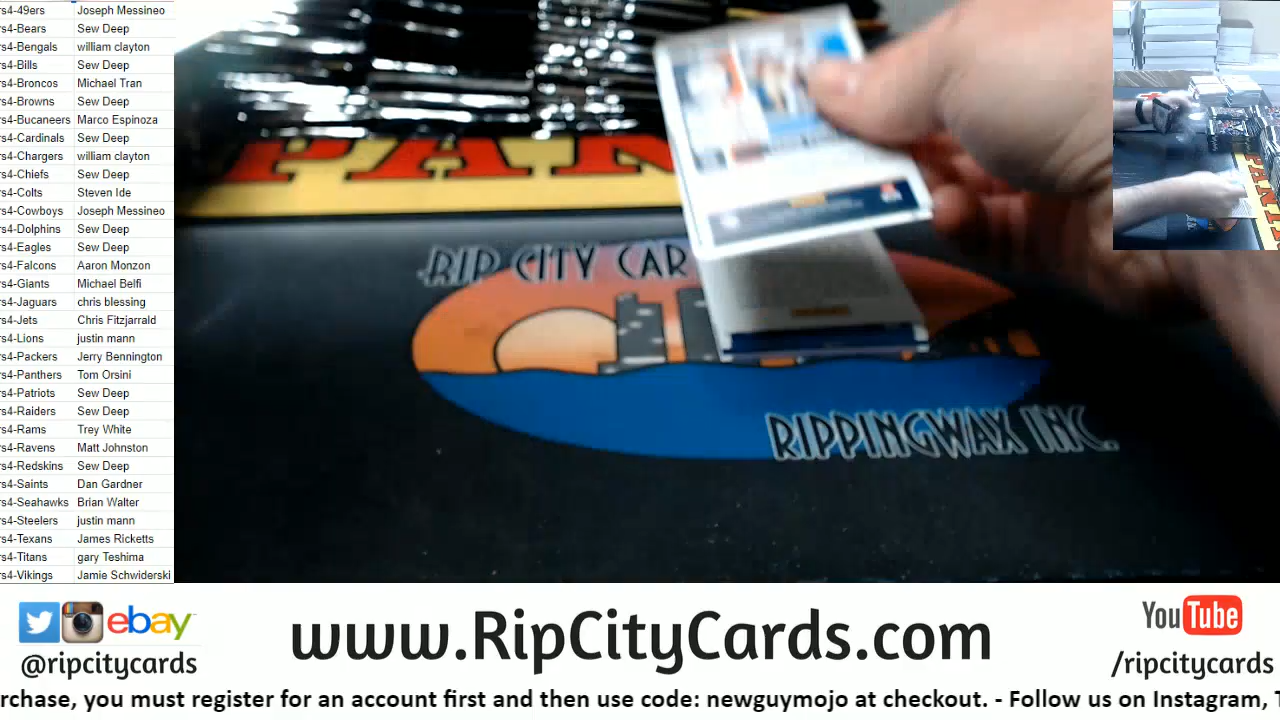 rs4-49ers Joseph Messineo
rs4-Bears Sew Deep
rs4-Bengals william clayton
rs4-Bills Sew Deep
rs4-Broncos Michael Tran
rs4-Browns Sew Deep
rs4-Bucaneers Marco Espinoza
rs4-Cardinals Sew Deep
rs4-Chargers william clayton
rs4-Chiefs Sew Deep
rs4-Colts Steven Ide
rs4-Cowboys Joseph Messineo
rs4-Dolphins Sew Deep
rs4-Eagles Sew Deep
rs4-Falcons Aaron Monzon
rs4-Giants Michael Belfi
rs4-Jaguars chris blessing
rs4-Jets Chris Fitzjarrald
rs4-Lions justin mann
rs4-Packers Jerry Bennington
rs4-Panthers Tom Orsini
rs4-Patriots Sew Deep
rs4-Raiders Sew Deep
rs4-Rams Trey White
rs4-Ravens Matt Johnston
rs4-Redskins Sew Deep
rs4-Saints Dan Gardner
rs4-Seahawks Brian Walter
rs4-Steelers justin mann
rs4-Texans James Ricketts
rs4-Titans gary Teshima
rs4-Vikings Jamie Schwiderski
PAN
RIP CITY CAR
RIPPINGWAX INC.
PANI
ebay
@ripcitycards
www.RipCityCards.com
YouTube
/ripcitycards
urchase, you must register for an account first and then use code: newguymojo at checkout. - Follow us on Instagram, T